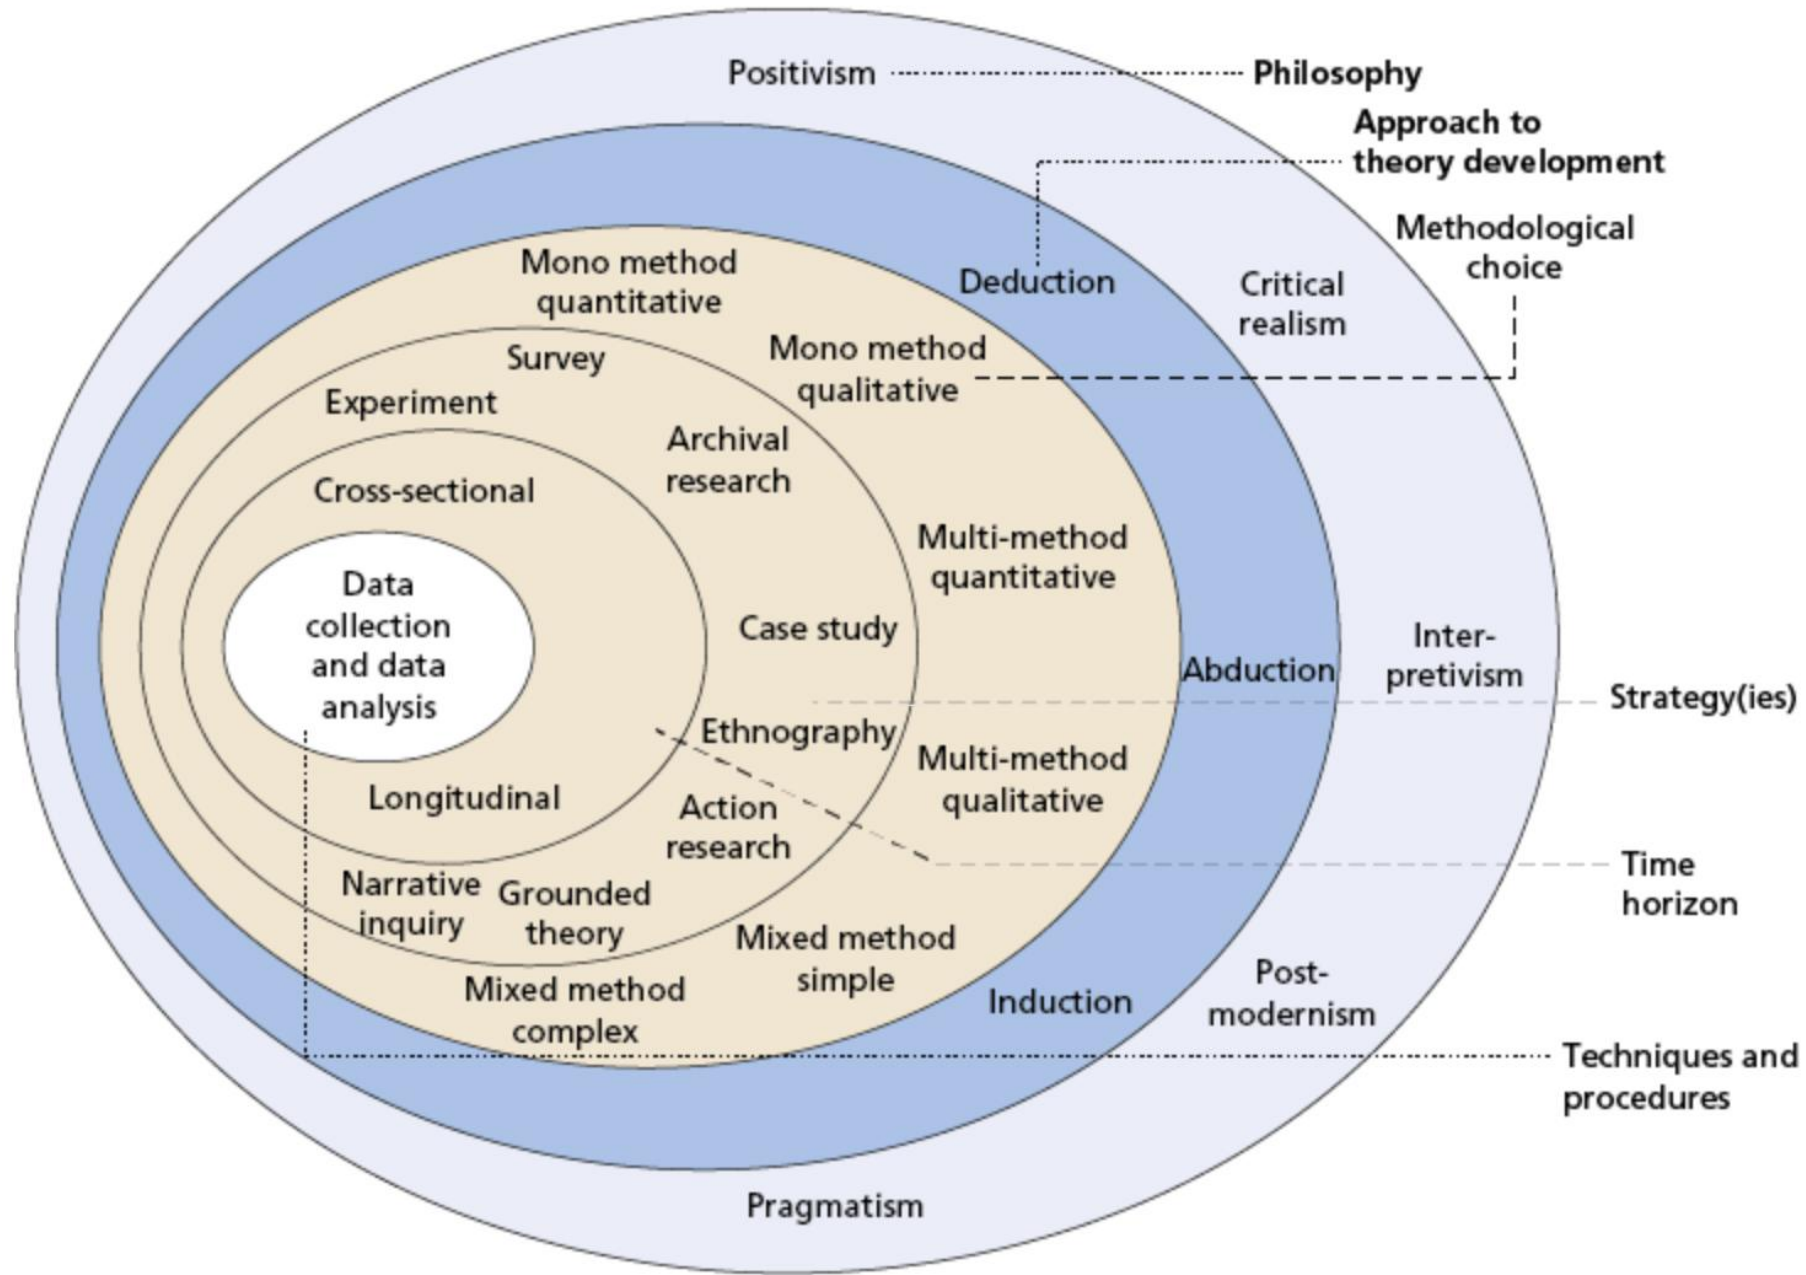 Positivism
Philosophy
Approach to
theory development
Methodological
choice
Mono method
quantitative
Deduction
Critical
realism
Survey
Mono method
qualitative
Experiment
Archival
research
Cross-sectional
Multi-method
quantitative
Data
collection
and data
analysis
Case study
Abduction
Inter-
pretivism
Strategy(ies)
Ethnography
Multi-method
qualitative
Longitudinal
Action
research
Time
horizon
Narrative
inquiry
Grounded
theory
Mixed method
simple
Mixed method
complex
Induction
Post-
modernism
Techniques and
procedures
Pragmatism